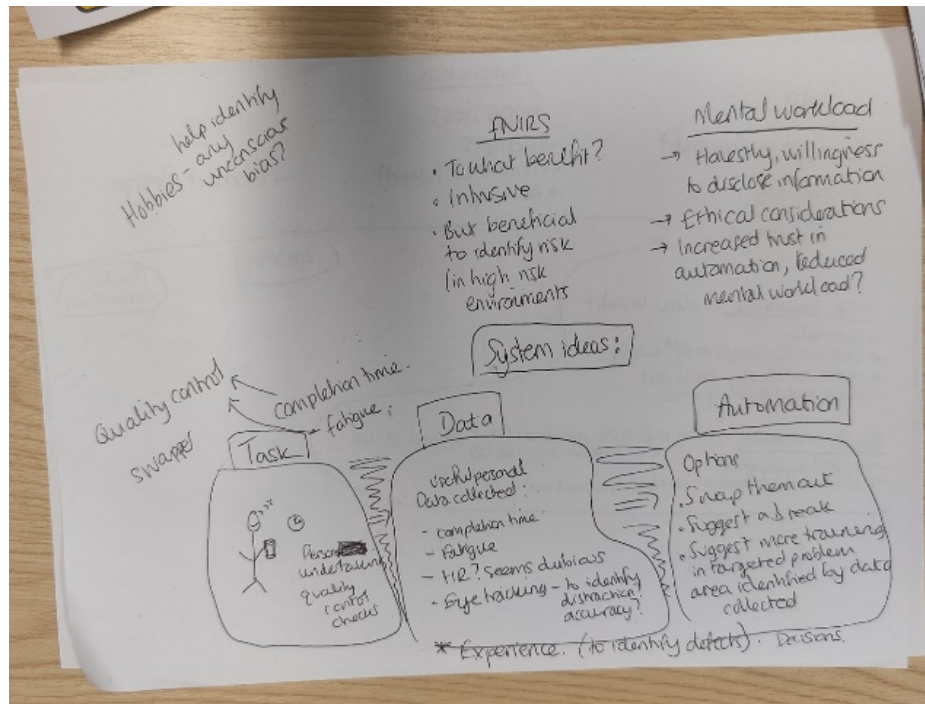 help identify
Hobbies - any
unconscious
bias?
fNIRS
• To what benefit?
• Intrusive
• But beneficial
to identify risk
(in high risk
environments
Mental workload
→ Honestly, willingness
to disclose information
→ Ethical considerations
→ Increased trust in
automation, reduced
mental workload?
System ideas:
Quality control
swapper
completion time.
fatigue;
Task
Person
undertaking
quality
control
checks
Data
Useful personal
Data collected:
- completion time
- Fatigue
- HR? Seems dubious
- Eye tracking - to identify
distraction?
accuracy?
* Experience. (to identify defects). Decisions.
Automation
Options
• Swap them out
• Suggest a break
• Suggest more training
in targeted problem
area identified by data
collected